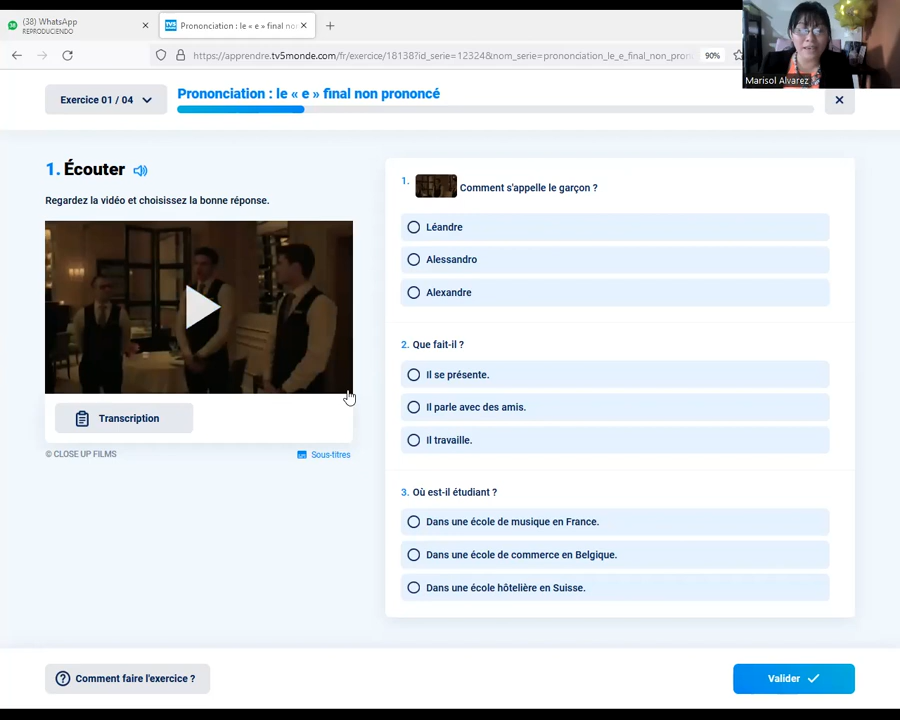 (38) WhatsApp
REPRODUCIENDO
Prononciation : le « e » final no
https://apprendre.tv5monde.com/fr/exercice/18138?id_serie=12324&nom_serie=prononciation_le_e_final_non_pron
90%
Marisol Alvarez
Exercice 01 / 04
Prononciation : le « e » final non prononcé
1. Écouter
Regardez la vidéo et choisissez la bonne réponse.
Transcription
© CLOSE UP FILMS
Sous-titres
1. Comment s'appelle le garçon ?
Léandre
Alessandro
Alexandre
2. Que fait-il ?
Il se présente.
Il parle avec des amis.
Il travaille.
3. Où est-il étudiant ?
Dans une école de musique en France.
Dans une école de commerce en Belgique.
Dans une école hôtelière en Suisse.
Comment faire l'exercice ?
Valider